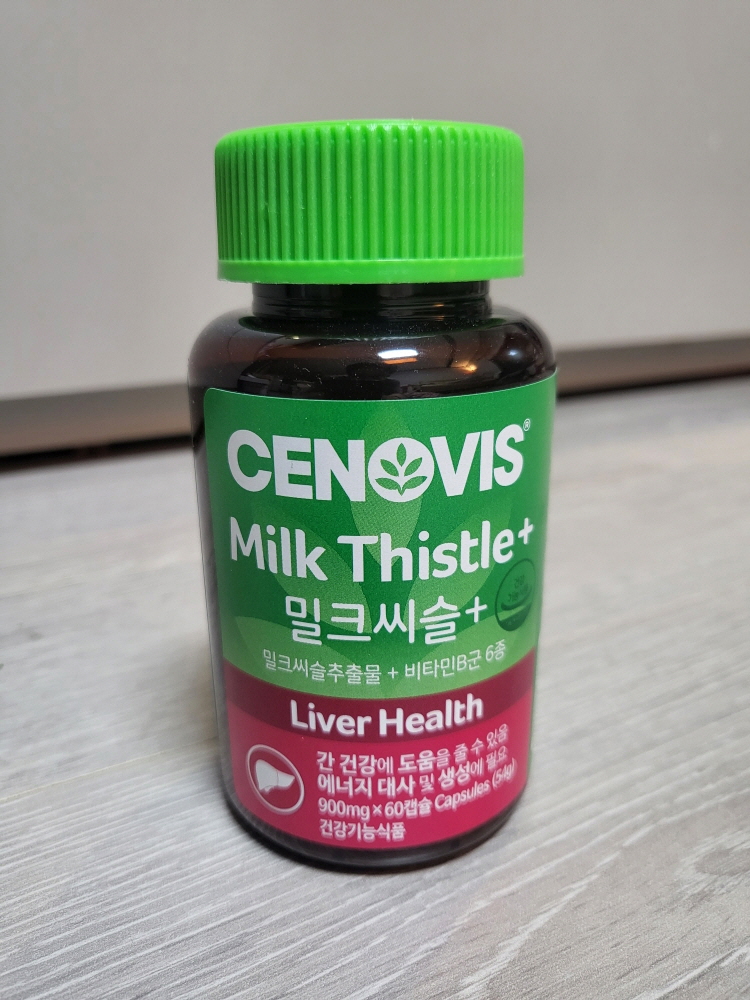 CENOVIS®
Milk Thistle+
밀크씨슬+
밀크씨슬추출물 + 비타민B군 6종
Liver Health
간 건강에 도움을 줄 수 있음
에너지 대사 및 생성에 필요
900mg × 60캡슐 Capsules (54g)
건강기능식품